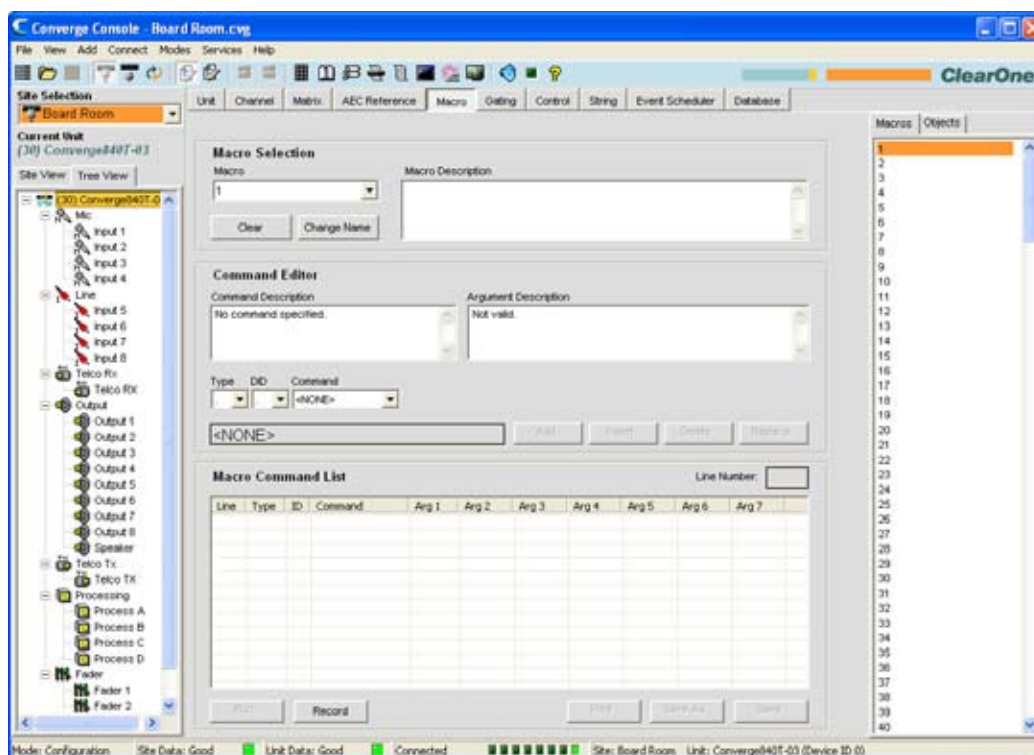 Converge Console - Board Room.cvg
File View Add Connect Modes Services Help
ClearOne
Site Selection
Board Room
Current Unit
(30) Converge840T-03
Site View Tree View
(30) Converge840T-0
Mic
Input 1
Input 2
Input 3
Input 4
Line
Input 5
Input 6
Input 7
Input 8
Telco Rx
Telco RX
Output
Output 1
Output 2
Output 3
Output 4
Output 5
Output 6
Output 7
Output 8
Speaker
Telco Tx
Telco TX
Processing
Process A
Process B
Process C
Process D
Fader
Fader 1
Fader 2
Unit Channel Matrix AEC Reference Macro Gating Control String Event Scheduler Database
Macro Selection
Macro Macro Description
1
Clear Change Name
Command Editor
Command Description Argument Description
No command specified. Not valid.
Type DID Command
<NONE>
<NONE> Add Insert Delete Replace
Macro Command List Line Number:
Line Type ID Command Arg 1 Arg 2 Arg 3 Arg 4 Arg 5 Arg 6 Arg 7
Run Record Print Save As Save
Macros Objects
1
2
3
4
5
6
7
8
9
10
11
12
13
14
15
16
17
18
19
20
21
22
23
24
25
26
27
28
29
30
31
32
33
34
35
36
37
38
39
40
Mode: Configuration Site Data: Good Unit Data: Good Connected Site: Board Room Unit: Converge840T-03 (Device ID 0)